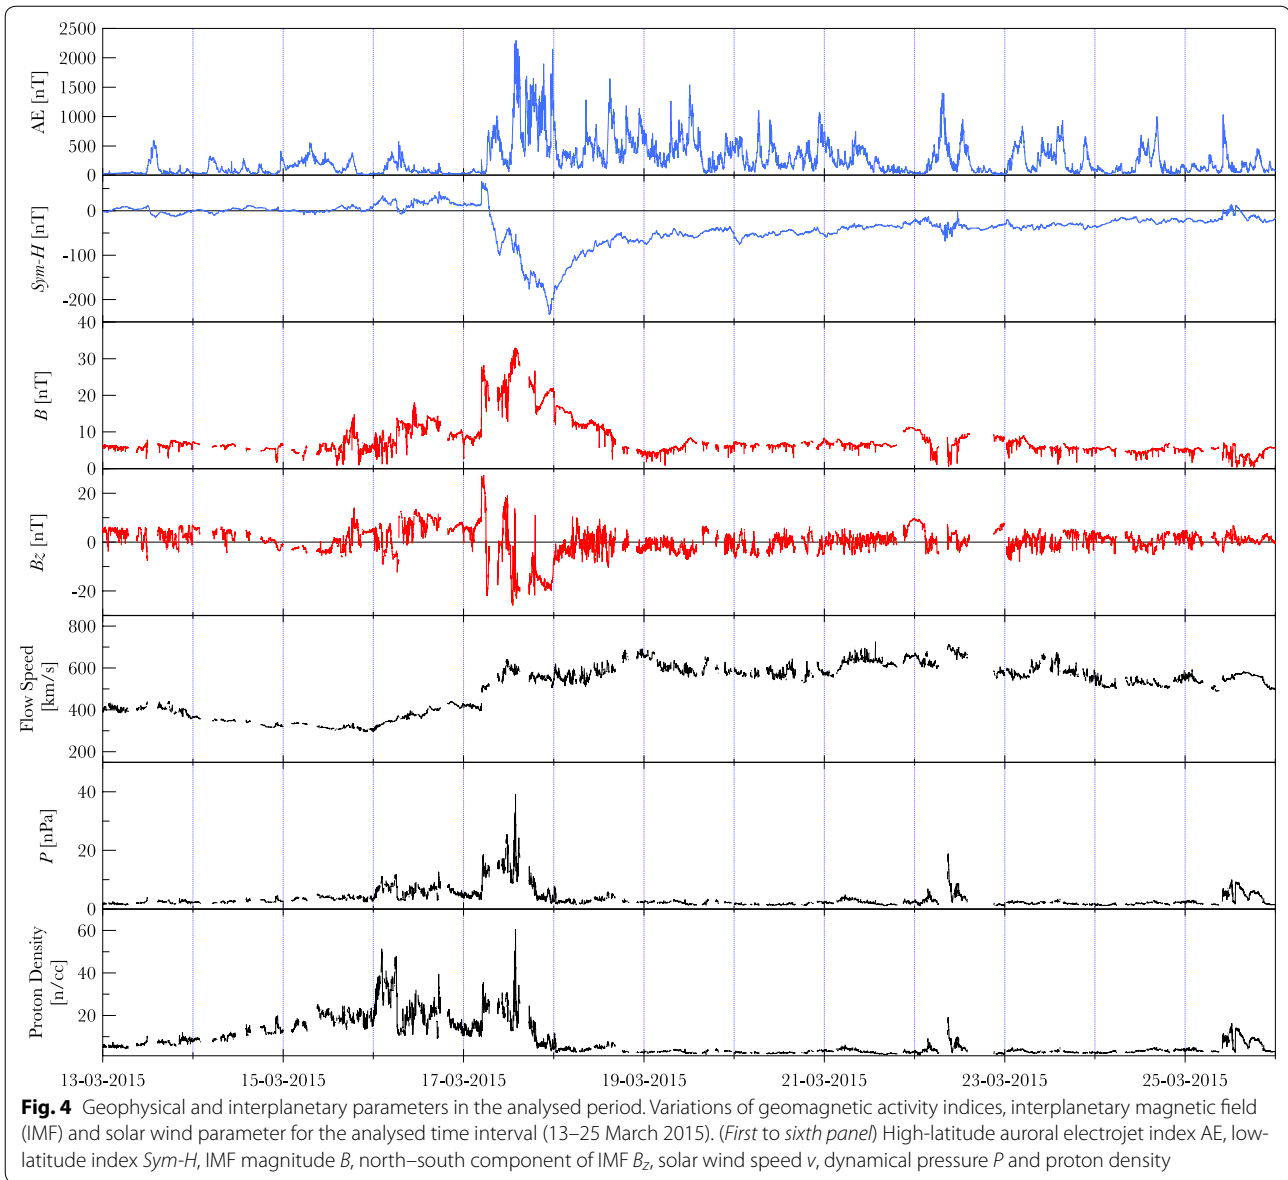 2500
2000
1500
1000
500
0
AE [nT]
0
-100
-200
Sym-H [nT]
40
30
20
10
0
B [nT]
20
0
-20
Bz [nT]
800
600
400
200
Flow Speed
[km/s]
40
20
0
P [nPa]
60
40
20
Proton Density
[n/cc]
13-03-2015 15-03-2015 17-03-2015 19-03-2015 21-03-2015 23-03-2015 25-03-2015
Fig. 4 Geophysical and interplanetary parameters in the analysed period. Variations of geomagnetic activity indices, interplanetary magnetic field
(IMF) and solar wind parameter for the analysed time interval (13–25 March 2015). (First to sixth panel) High-latitude auroral electrojet index AE, low-
latitude index Sym-H, IMF magnitude B, north–south component of IMF BZ, solar wind speed v, dynamical pressure P and proton density